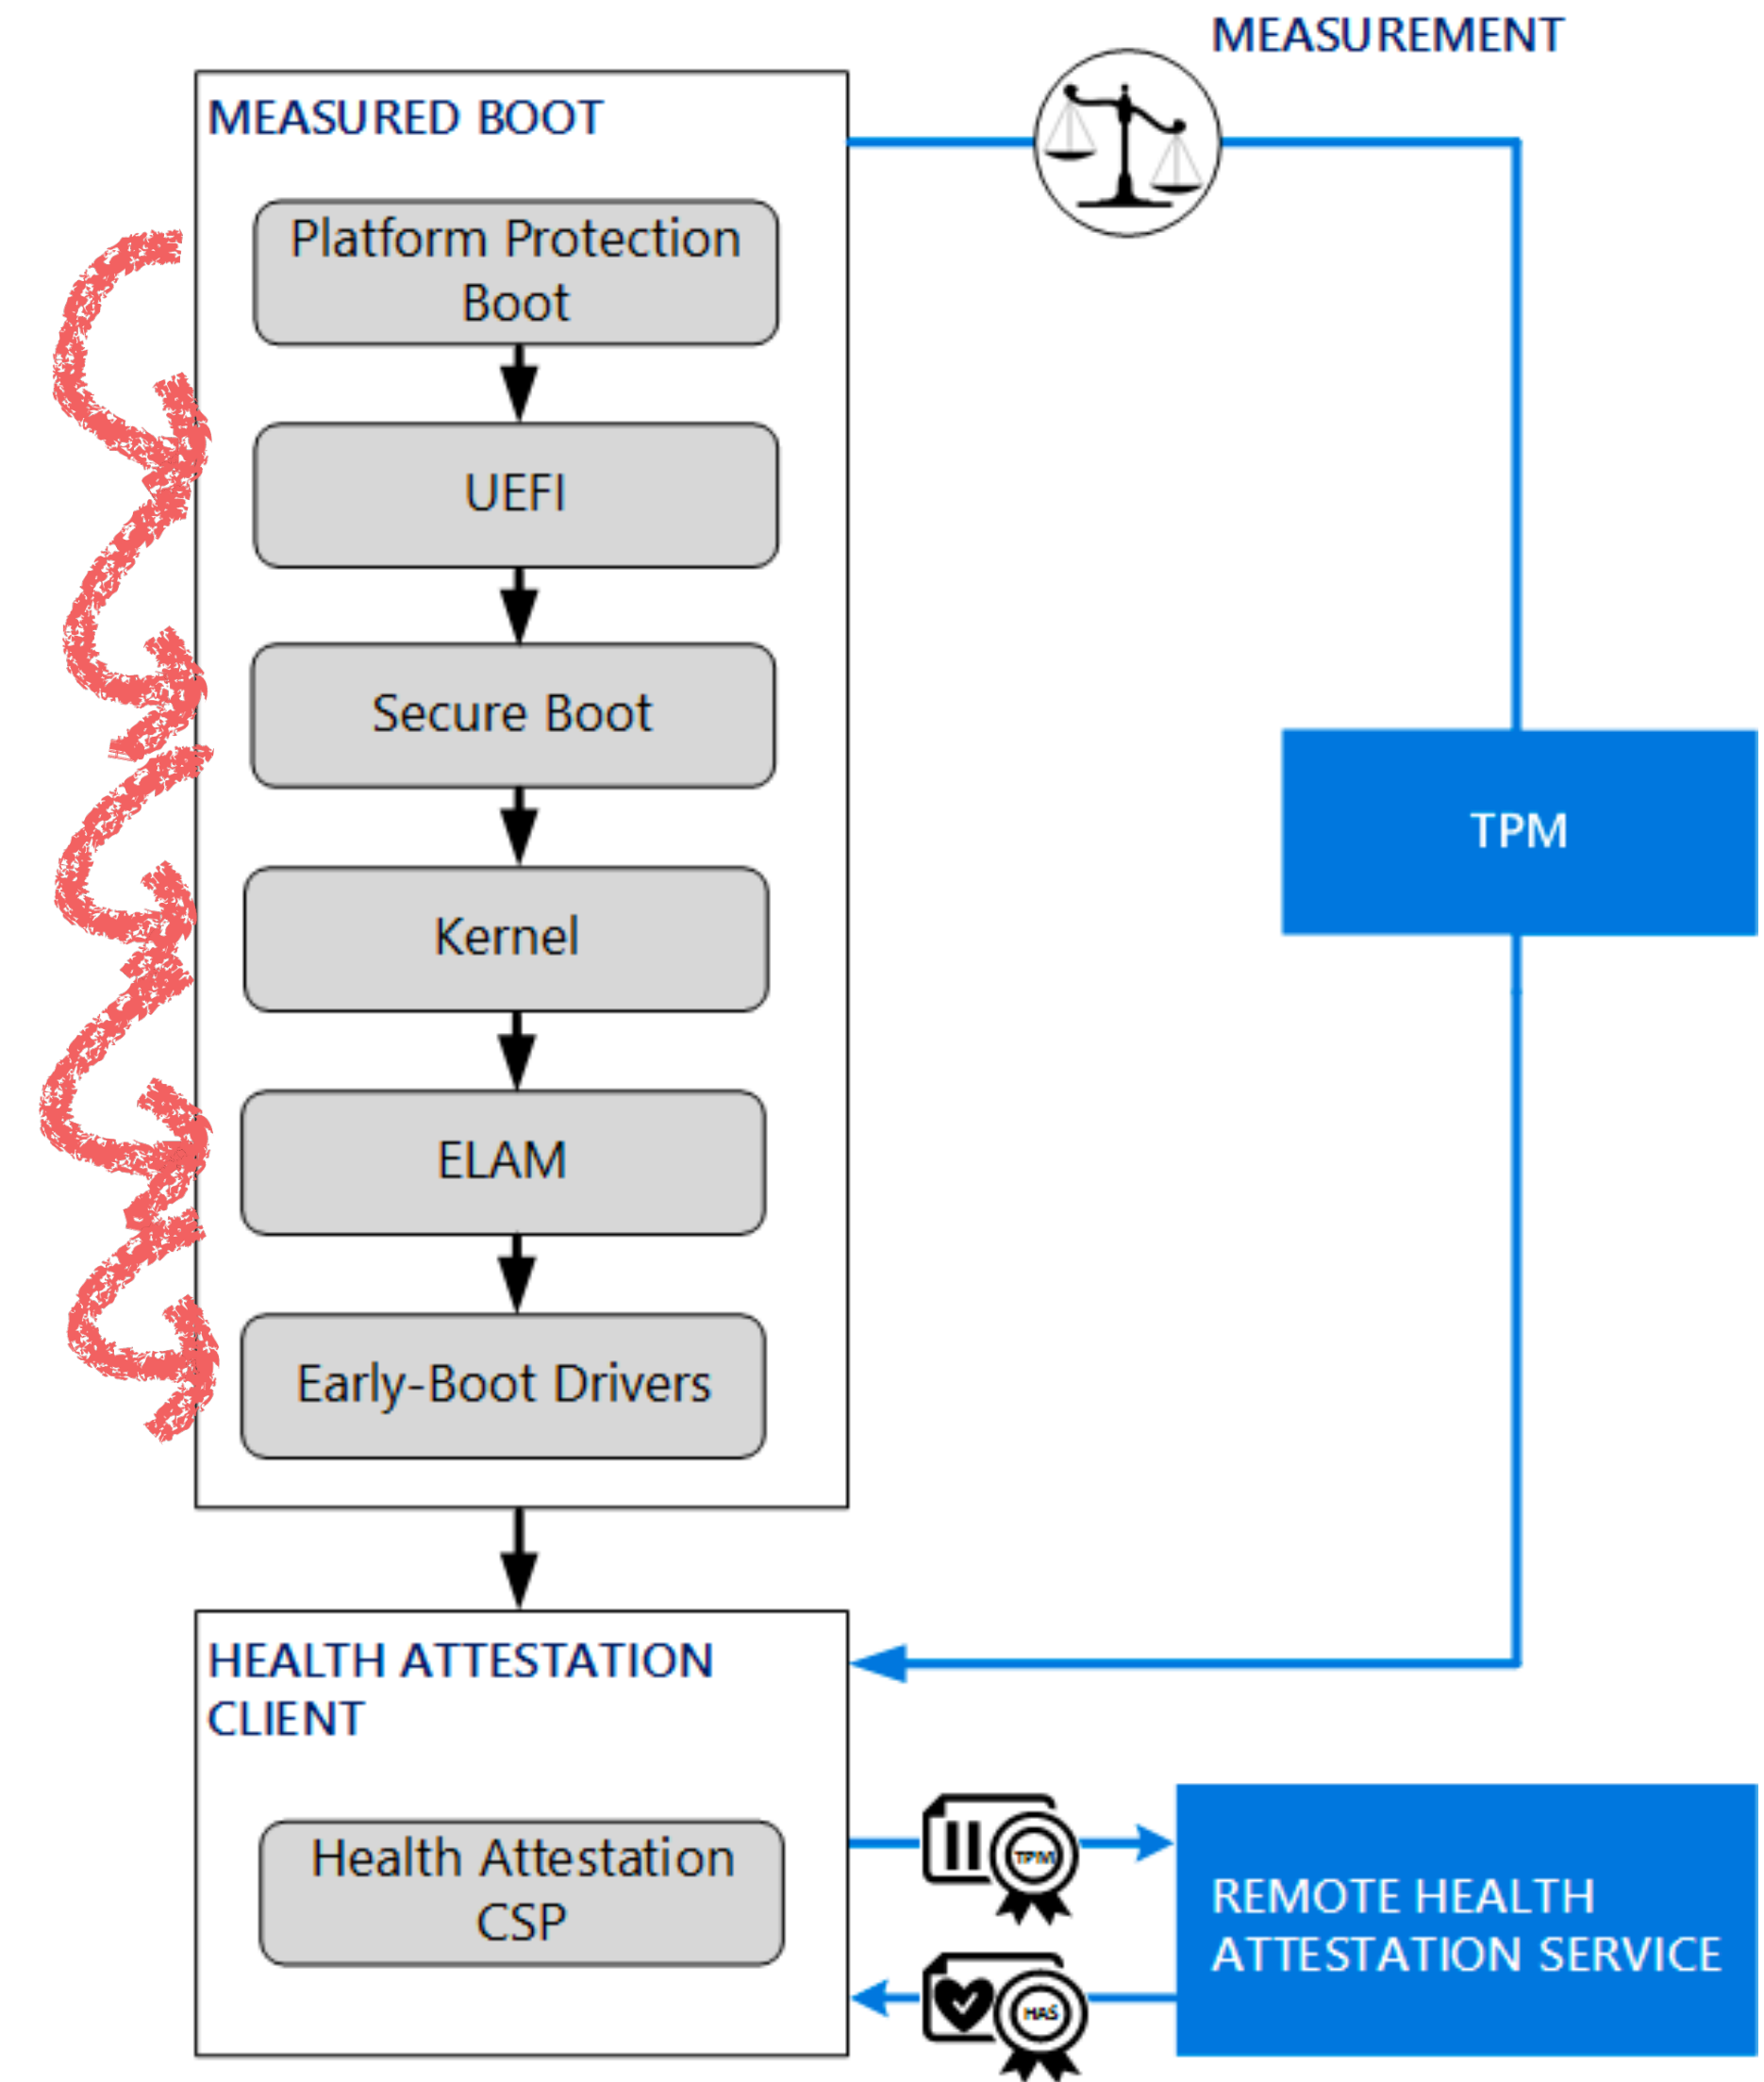 MEASUREMENT
MEASURED BOOT
Platform Protection
Boot
UEFI
Secure Boot
TPM
Kernel
ELAM
Early-Boot Drivers
HEALTH ATTESTATION
CLIENT
Health Attestation
CSP
TPM
REMOTE HEALTH
ATTESTATION SERVICE
HAS